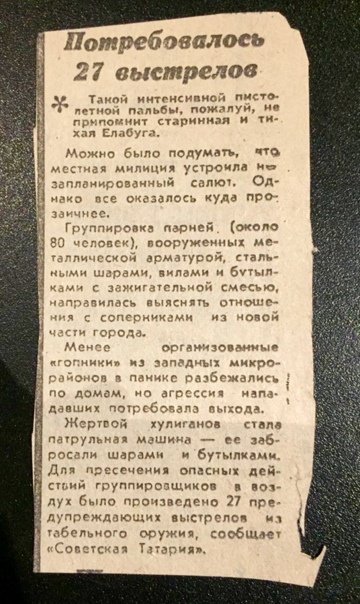 Потребовалось
27 выстрелов
* Такой интенсивной писто-
летной пальбы, пожалуй, не
припомнит старинная и ти-
хая Елабуга.
Можно было подумать, что
местная милиция устроила не-
запланированный салют. Од-
нако все оказалось куда про-
заичнее.
Группировка парней (около
80 человек), вооруженных ме-
таллической арматурой, сталь-
ными шарами, вилами и бутыл-
ками с зажигательной смесью,
направилась выяснять отноше-
ния с соперниками из новой
части города.
Менее организованные
«гопники» из западных микро-
районов в панике разбежались
по домам, но агрессия напа-
давших потребовала выхода.
Жертвой хулиганов стала
патрульная машина — ее заб-
росали шарами и бутылками.
Для пресечения опасных дей-
ствий группировщиков в воз-
дух было произведено 27 пре-
дупреждающих выстрелов из
табельного оружия, сообщает
«Советская Татария».